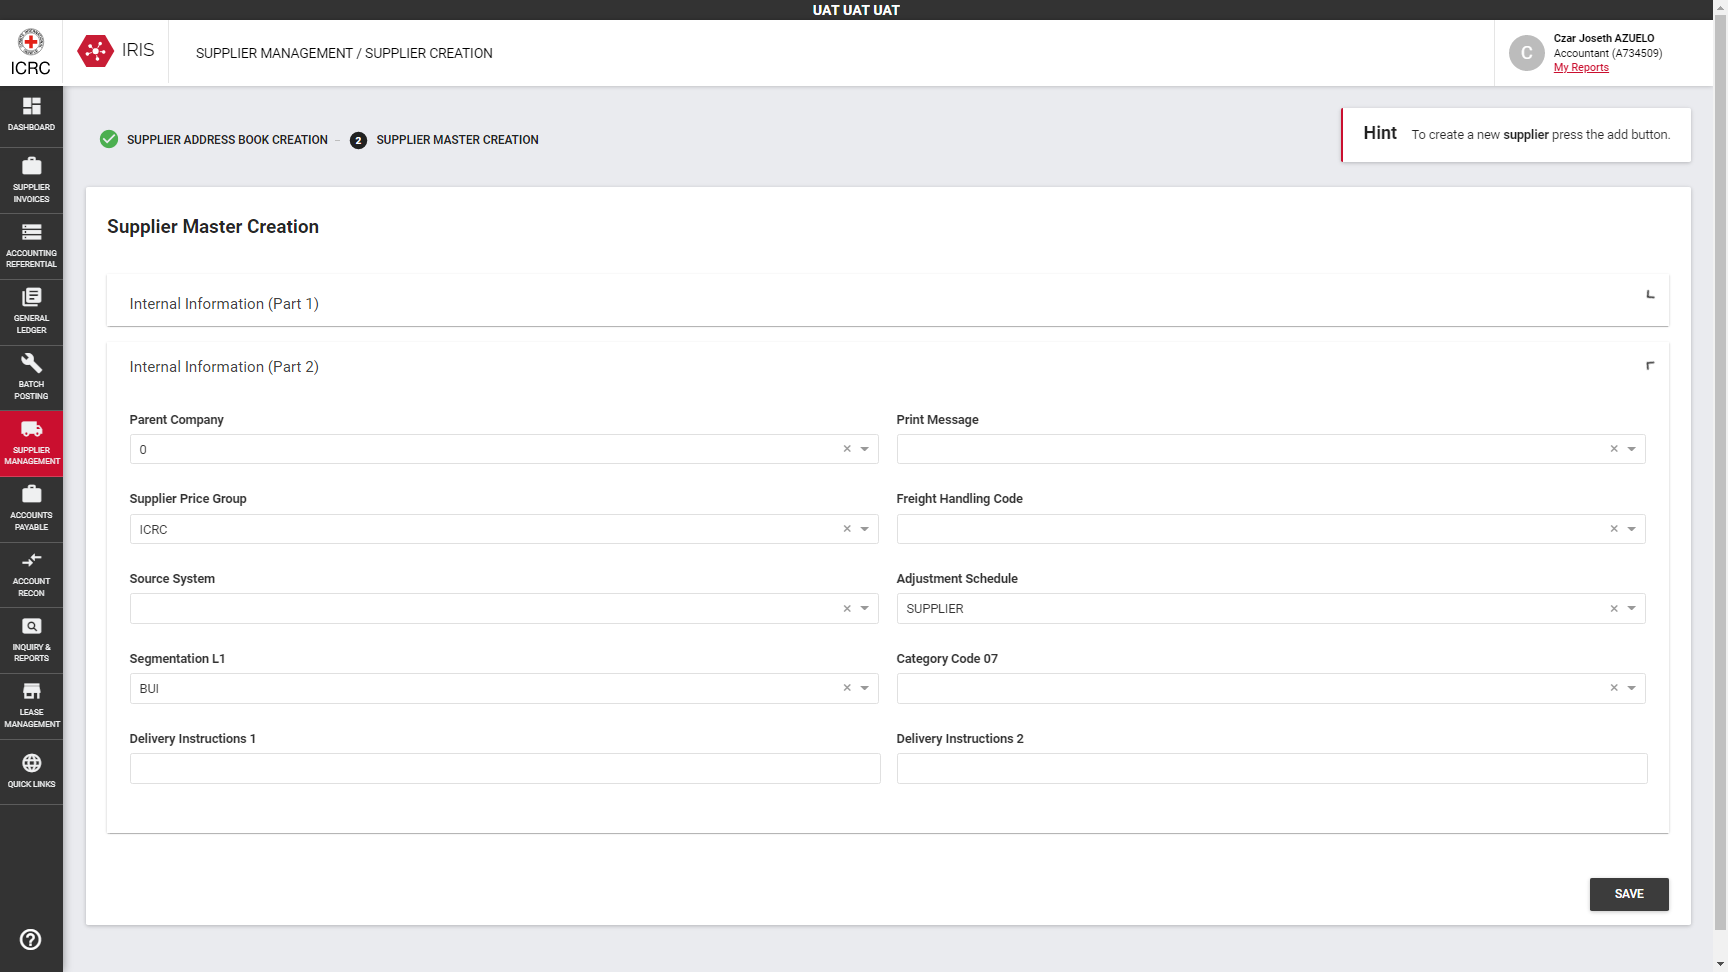 UAT UAT UAT
ICRC
IRIS
SUPPLIER MANAGEMENT / SUPPLIER CREATION
C
Czar Joseth AZUELO
Accountant (A734509)
My Reports
DASHBOARD
SUPPLIER
INVOICES
ACCOUNTING
REFERENTIAL
GENERAL
LEDGER
BATCH
POSTING
SUPPLIER
MANAGEMENT
ACCOUNTS
PAYABLE
ACCOUNT
RECON
INQUIRY &
REPORTS
LEASE
MANAGEMENT
QUICK LINKS
SUPPLIER ADDRESS BOOK CREATION
2 SUPPLIER MASTER CREATION
Hint To create a new supplier press the add button.
Supplier Master Creation
Internal Information (Part 1)
Internal Information (Part 2)
Parent Company
0
Print Message
Supplier Price Group
ICRC
Freight Handling Code
Source System
Adjustment Schedule
SUPPLIER
Segmentation L1
BUI
Category Code 07
Delivery Instructions 1
Delivery Instructions 2
SAVE